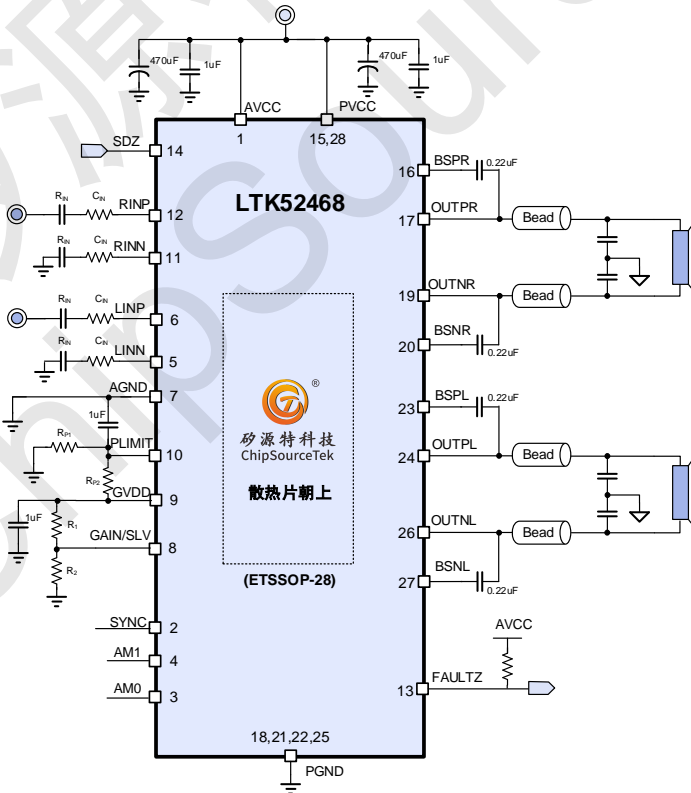 470uF
1uF
470uF
1uF
AVCC
PVCC
1
15,28
SDZ
14
LTK52468
RIN
CIN
RINP
12
RIN
CIN
RINN
11
RIN
CIN
LINP
6
RIN
CIN
LINN
5
AGND
7
1uF
RP1
PLIMIT
10
RP2
GVDD
9
1uF
R1
GAIN/SLV
8
R2
SYNC
2
AM1
4
AM0
3
®
矽源特科技
ChipSourceTek
散热片朝上
(ETSSOP-28)
16
BSPR
0.22uF
17
OUTPR
Bead
19
OUTNR
Bead
20
BSNR
0.22uF
23
BSPL
0.22uF
24
OUTPL
Bead
26
OUTNL
Bead
27
BSNL
0.22uF
AVCC
13
FAULTZ
18,21,22,25
PGND